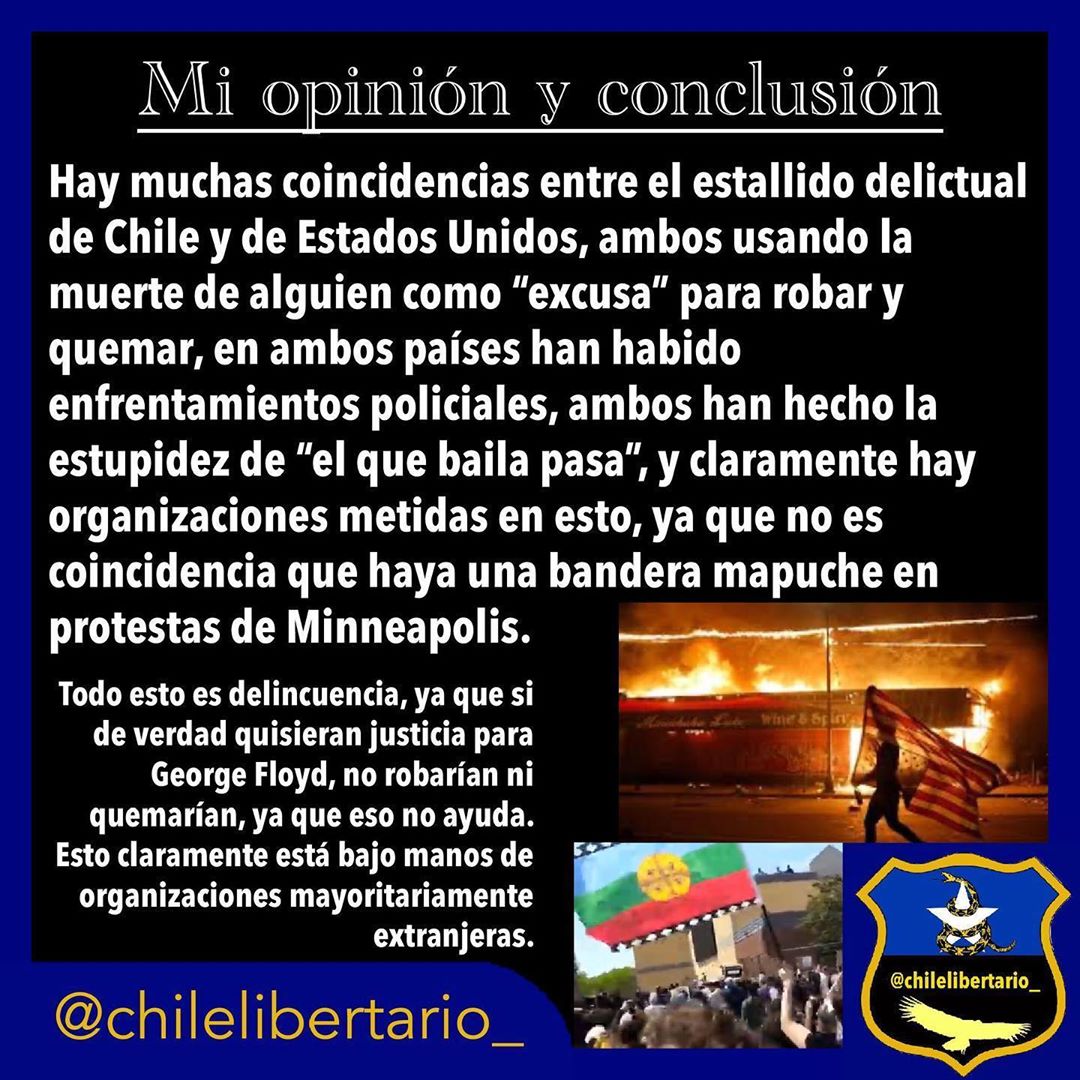 Mi opinión y conclusión
Hay muchas coincidencias entre el estallido delictual
de Chile y de Estados Unidos, ambos usando la
muerte de alguien como “excusa” para robar y
quemar, en ambos países han habido
enfrentamientos policiales, ambos han hecho la
estupidez de “el que baila pasa”, y claramente hay
organizaciones metidas en esto, ya que no es
coincidencia que haya una bandera mapuche en
protestas de Minneapolis.
Todo esto es delincuencia, ya que si
de verdad quisieran justicia para
George Floyd, no robarían ni
quemarían, ya que eso no ayuda.
Esto claramente está bajo manos de
organizaciones mayoritariamente
extranjeras.
Wine & Spirit
@chilelibertario_
@chilelibertario_